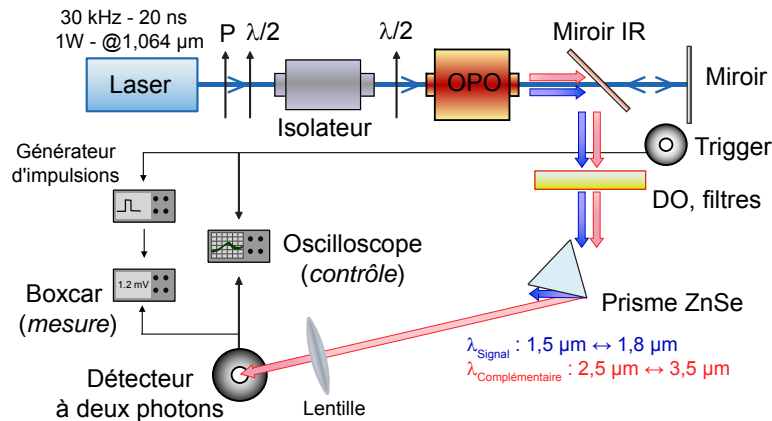 30 kHz - 20 ns
1W - @1,064 µm
P
λ/2
λ/2
Miroir IR
Laser
OPO
Miroir
Isolateur
Trigger
Générateur
d'impulsions
DO, filtres
Oscilloscope
(contrôle)
1.2 mV
Boxcar
(mesure)
Prisme ZnSe
λSignal : 1,5 µm ↔ 1,8 µm
λComplémentaire : 2,5 µm ↔ 3,5 µm
Détecteur
à deux photons
Lentille